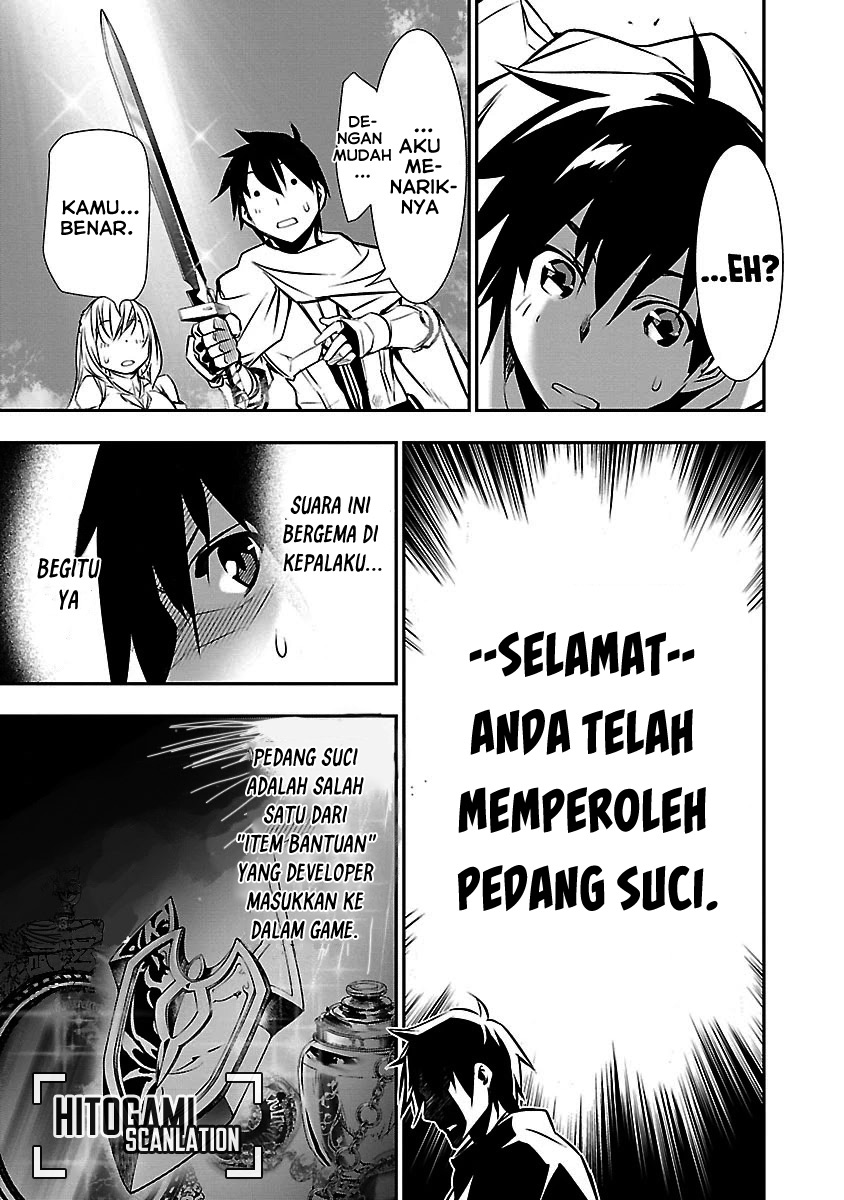 ...EH?
...
AKU
ME-
NARIK-
NYA
DE-
NGAN
MUDAH
...
KAMU...
BENAR.
--SELAMAT--
ANDA TELAH
MEMPEROLEH
PEDANG SUCI.
SUARA INI
BERGEMA DI
KEPALAKU...
BEGITU
YA
PEDANG SUCI
ADALAH SALAH
SATU DARI
"ITEM BANTUAN"
YANG DEVELOPER
MASUKKAN KE
DALAM GAME.
HITOGAMI
SCANLATION